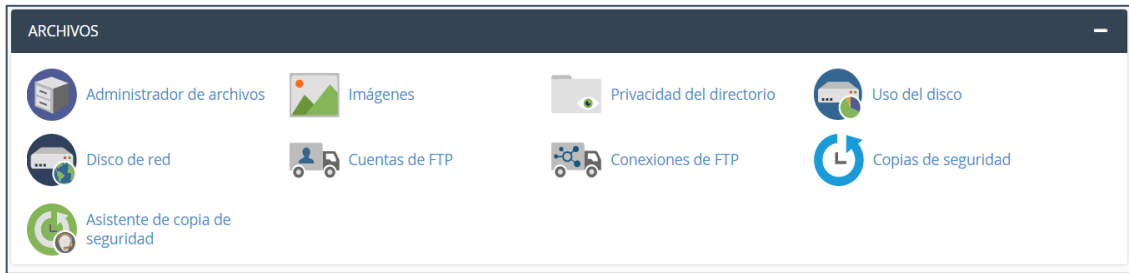 ARCHIVOS
Administrador de archivos
Imágenes
Privacidad del directorio
Uso del disco
Disco de red
Cuentas de FTP
Conexiones de FTP
Copias de seguridad
Asistente de copia de
seguridad